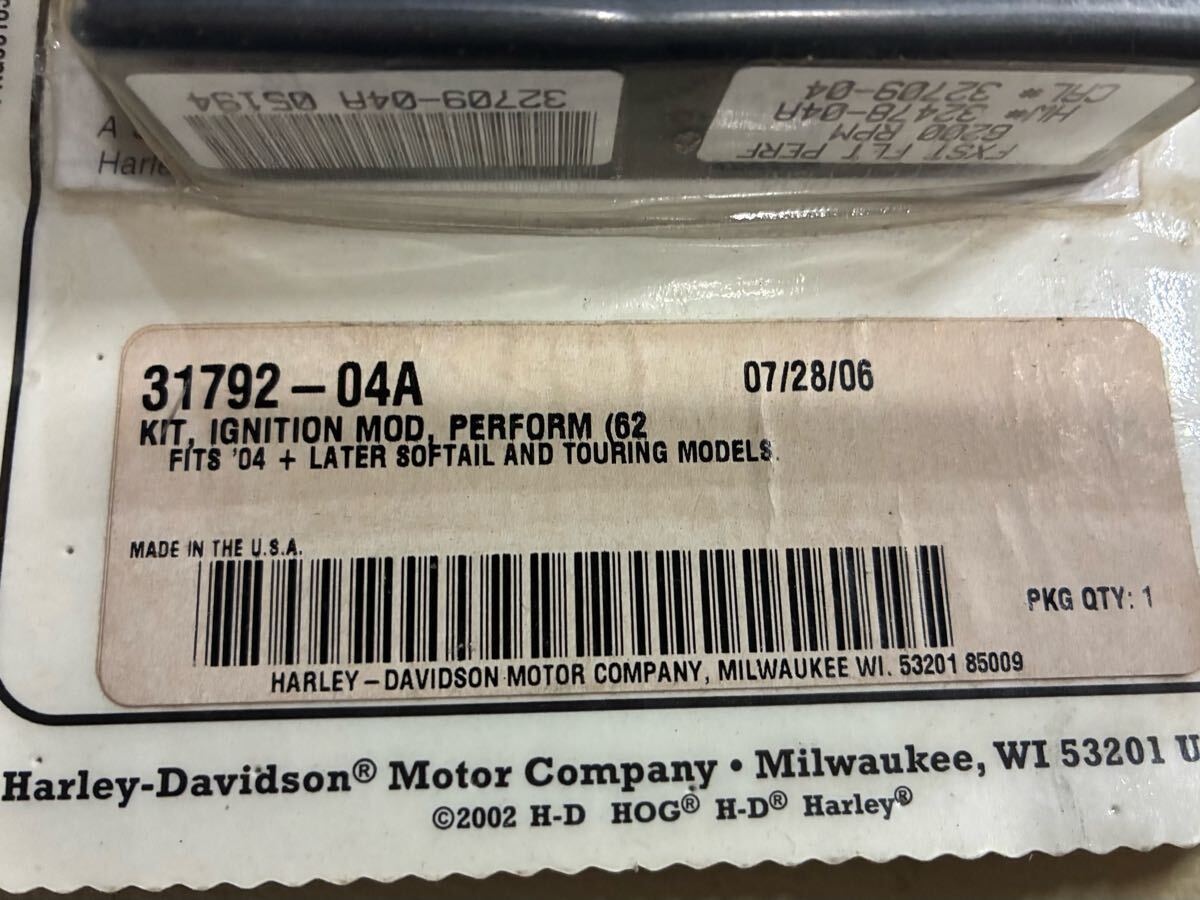 32709-04A 05194
FXST FLT PERF
6200 RPM
HW# 32478-04A
CAL# 32709-04
A
Harle
31792-04A
07/28/06
KIT, IGNITION MOD, PERFORM (62
FITS '04 + LATER SOFTAIL AND TOURING MODELS.
MADE IN THE U.S.A.
PKG QTY: 1
HARLEY-DAVIDSON MOTOR COMPANY, MILWAUKEE WI. 53201 85009
Harley-Davidson® Motor Company • Milwaukee, WI 53201 U
©2002 H-D HOG® H-D® Harley®